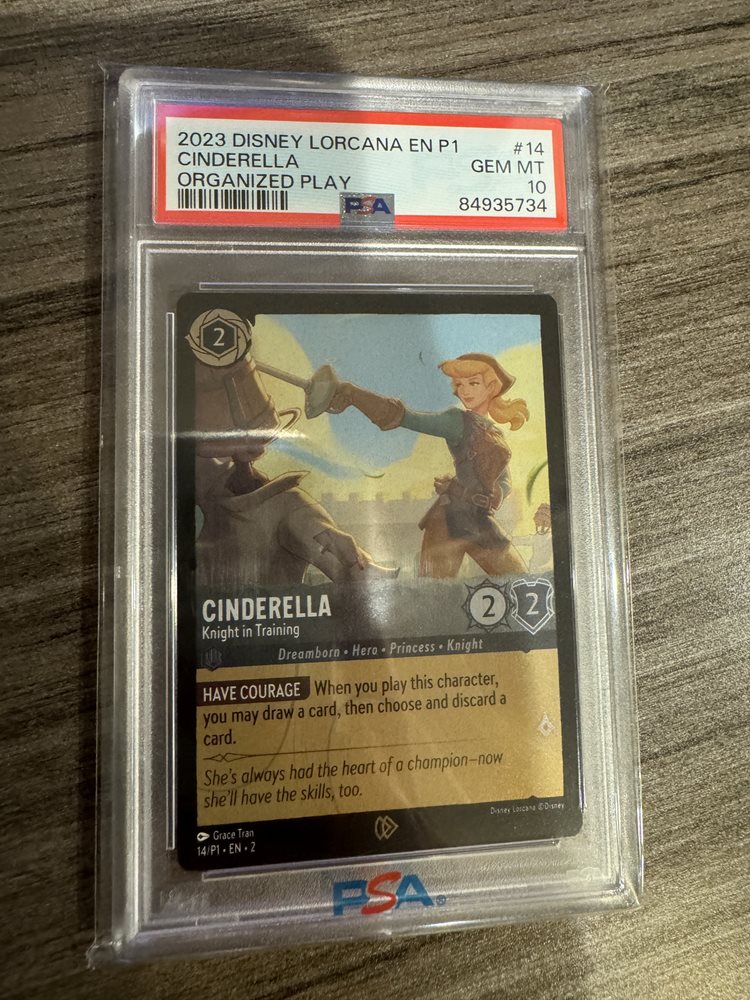 2023 DISNEY LORCANA EN P1 #14
CINDERELLA GEM MT
ORGANIZED PLAY 10
PSA 84935734
2
CINDERELLA
Knight in Training
2 2
Dreamborn • Hero • Princess • Knight
HAVE COURAGE When you play this character,
you may draw a card, then choose and discard a
card.
She's always had the heart of a champion—now
she'll have the skills, too.
Disney Lorcana ©Disney
Grace Tran
14/P1 • EN • 2
PSA®